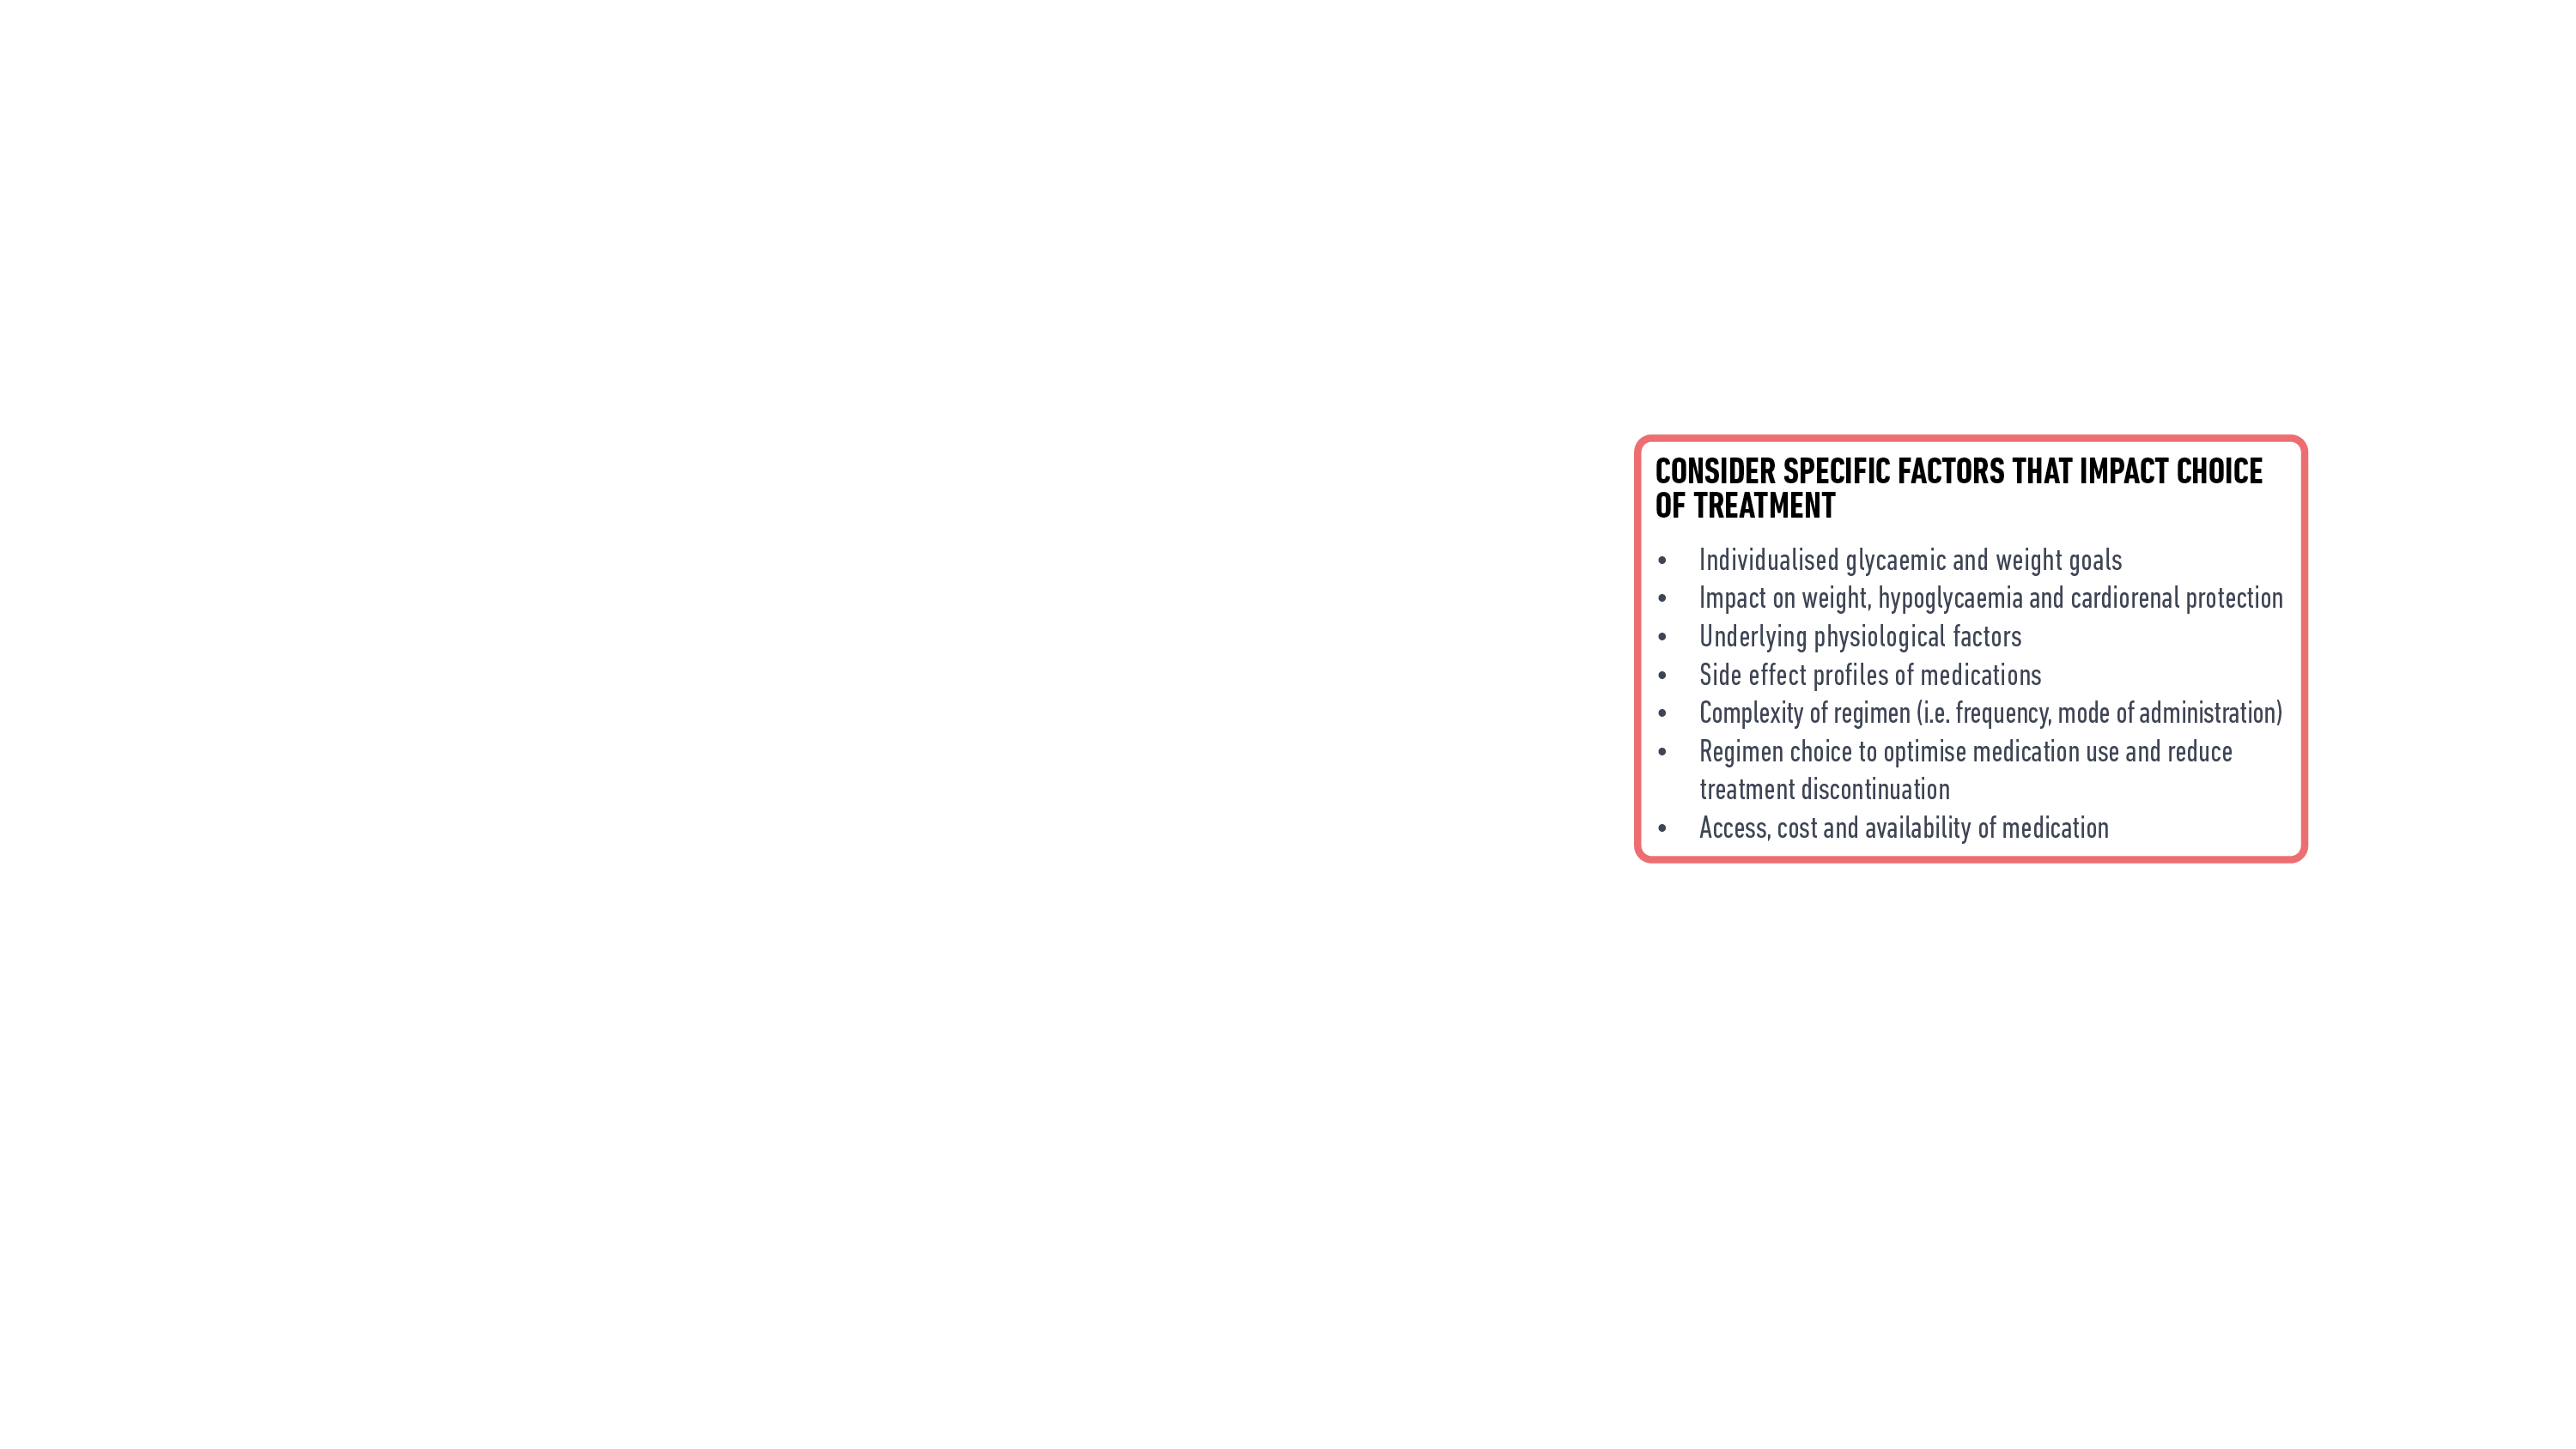 CONSIDER SPECIFIC FACTORS THAT IMPACT CHOICE
OF TREATMENT
• Individualised glycaemic and weight goals
• Impact on weight, hypoglycaemia and cardiorenal protection
• Underlying physiological factors
• Side effect profiles of medications
• Complexity of regimen (i.e. frequency, mode of administration)
• Regimen choice to optimise medication use and reduce
treatment discontinuation
• Access, cost and availability of medication